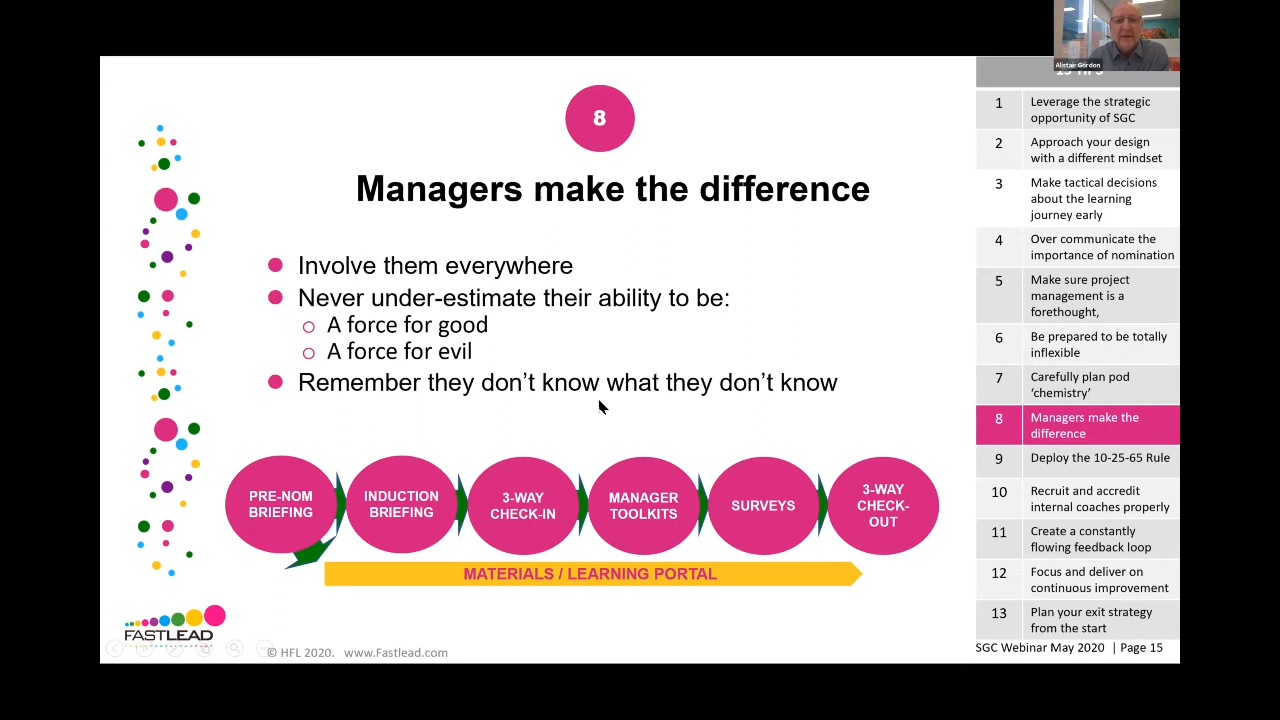 Alistair Gordon
8
Managers make the difference
Involve them everywhere
Never under-estimate their ability to be:
A force for good
A force for evil
Remember they don't know what they don't know
PRE-NOM
BRIEFING
INDUCTION
BRIEFING
3-WAY
CHECK-IN
MANAGER
TOOLKITS
SURVEYS
3-WAY
CHECK-
OUT
MATERIALS / LEARNING PORTAL
FASTLEAD
© HFL 2020. www.Fastlead.com
1 Leverage the strategic
opportunity of SGC
2 Approach your design
with a different mindset
3 Make tactical decisions
about the learning
journey early
4 Over communicate the
importance of nomination
5 Make sure project
management is a
forethought,
6 Be prepared to be totally
inflexible
7 Carefully plan pod
‘chemistry’
8 Managers make the
difference
9 Deploy the 10-25-65 Rule
10 Recruit and accredit
internal coaches properly
11 Create a constantly
flowing feedback loop
12 Focus and deliver on
continuous improvement
13 Plan your exit strategy
from the start
SGC Webinar May 2020 | Page 15